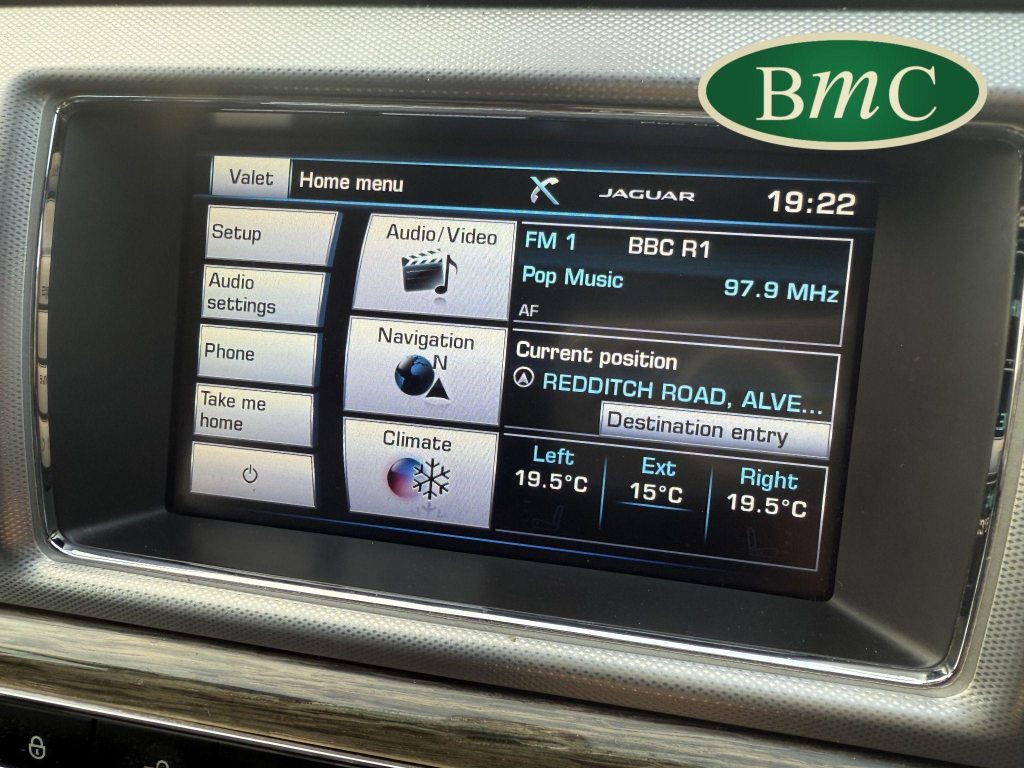 BmC
Valet
Home menu
JAGUAR
19:22
Setup
Audio
settings
Phone
Take me
home
Audio/Video
Navigation
N
Climate
FM 1
BBC R1
Pop Music
97.9 MHz
AF
Current position
REDDITCH ROAD, ALVE...
Destination entry
Left
19.5°C
Ext
15°C
Right
19.5°C